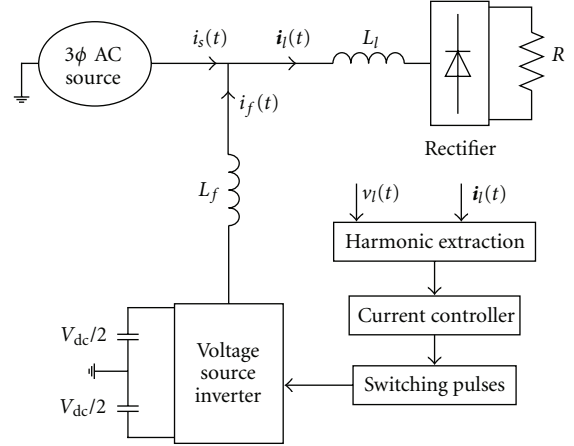 3ϕ AC
source
i_s(t)
i_l(t)
L_l
R
i_f(t)
Rectifier
L_f
v_l(t)
i_l(t)
Harmonic extraction
Current controller
Switching pulses
V_dc/2
V_dc/2
Voltage
source
inverter